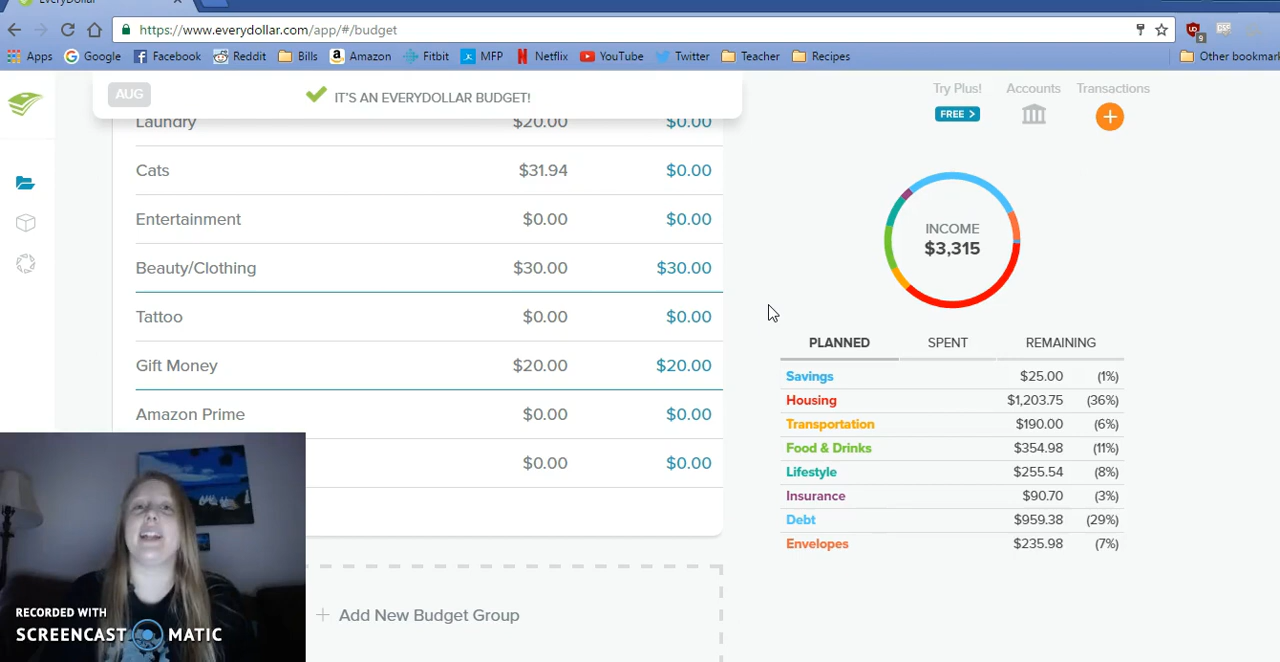 EveryDollar
https://www.everydollar.com/app/#/budget
Apps Google Facebook Reddit Bills Amazon Fitbit MFP Netflix YouTube Twitter Teacher Recipes Other bookmar
AUG IT'S AN EVERYDOLLAR BUDGET!
Try Plus! Accounts Transactions
FREE >
Laundry $20.00 $0.00
Cats $31.94 $0.00
Entertainment $0.00 $0.00
Beauty/Clothing $30.00 $30.00
Tattoo $0.00 $0.00
Gift Money $20.00 $20.00
Amazon Prime $0.00 $0.00
$0.00 $0.00
+ Add New Budget Group
INCOME
$3,315
PLANNED SPENT REMAINING
Savings $25.00 (1%)
Housing $1,203.75 (36%)
Transportation $190.00 (6%)
Food & Drinks $354.98 (11%)
Lifestyle $255.54 (8%)
Insurance $90.70 (3%)
Debt $959.38 (29%)
Envelopes $235.98 (7%)
RECORDED WITH
SCREENCAST MATIC